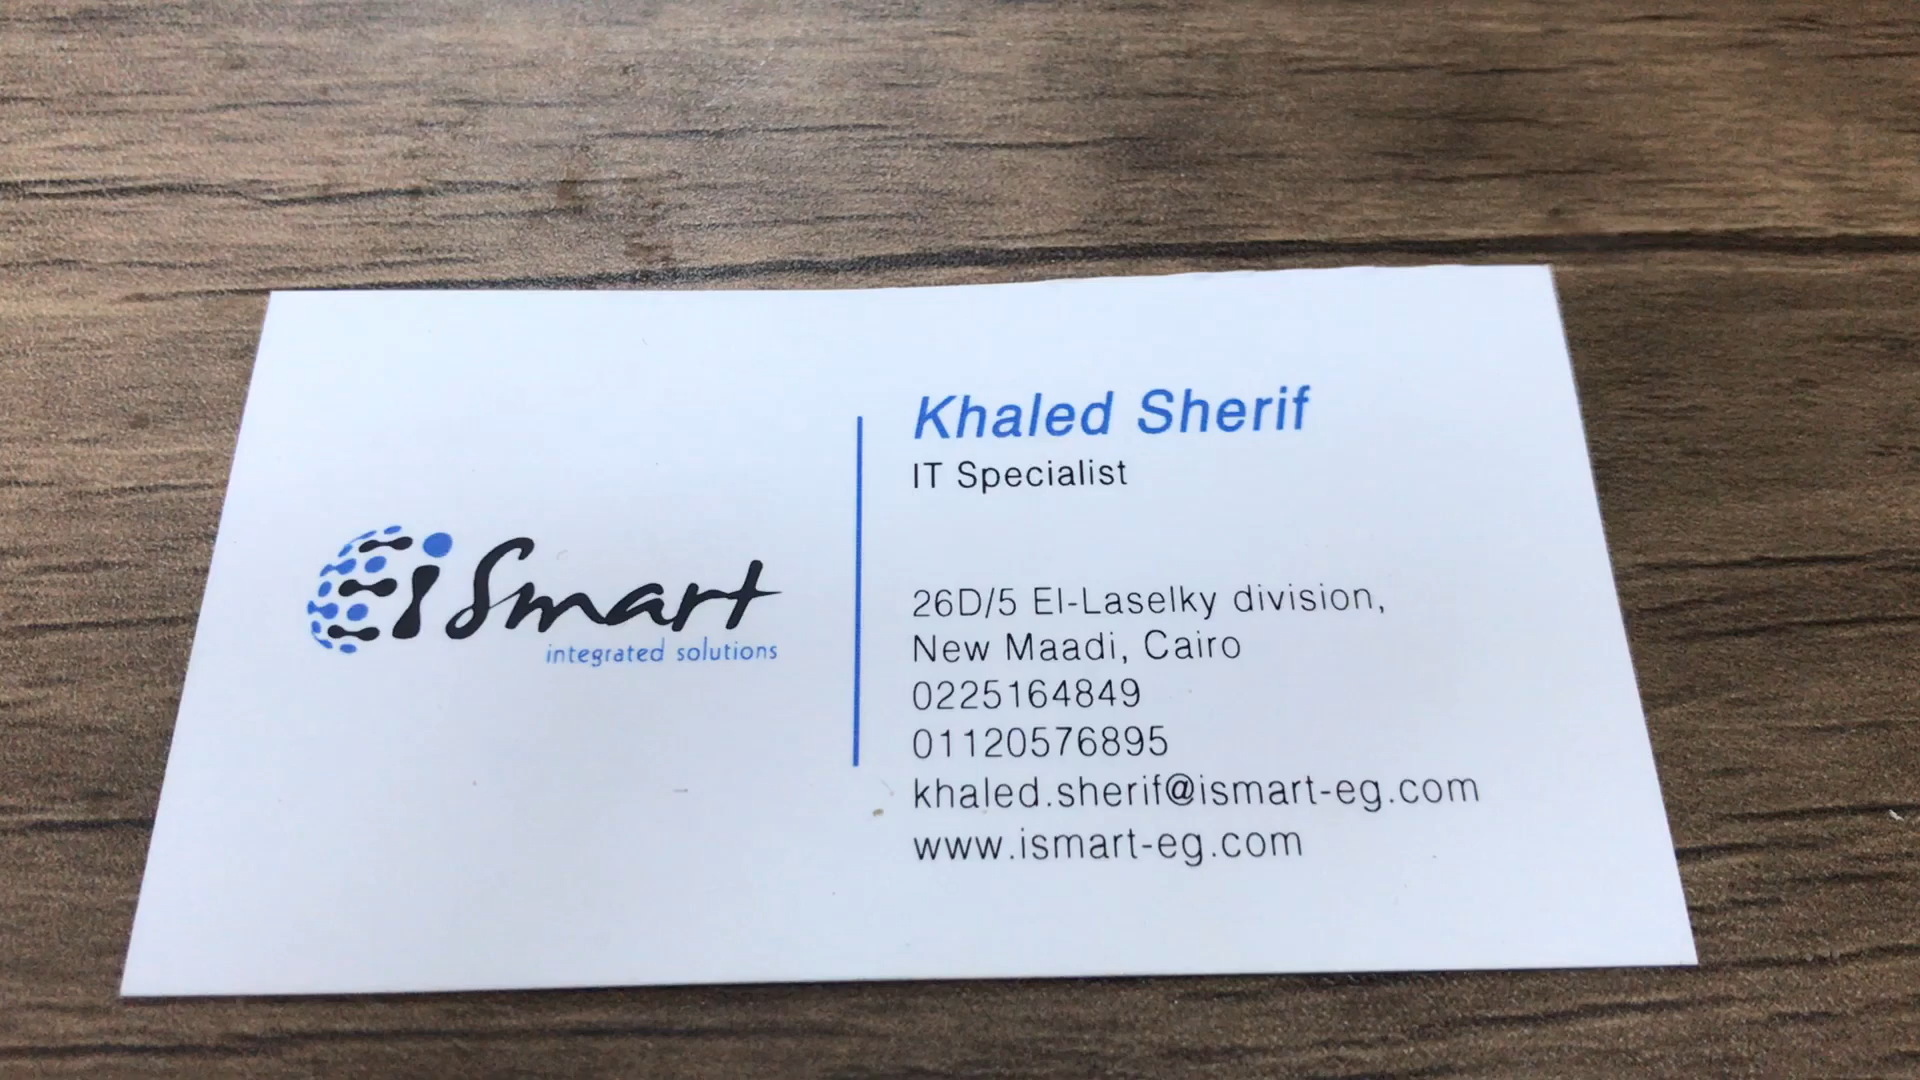 iSmart
integrated solutions
Khaled Sherif
IT Specialist
26D/5 El-Laselky division,
New Maadi, Cairo
0225164849
01120576895
khaled.sherif@ismart-eg.com
www.ismart-eg.com